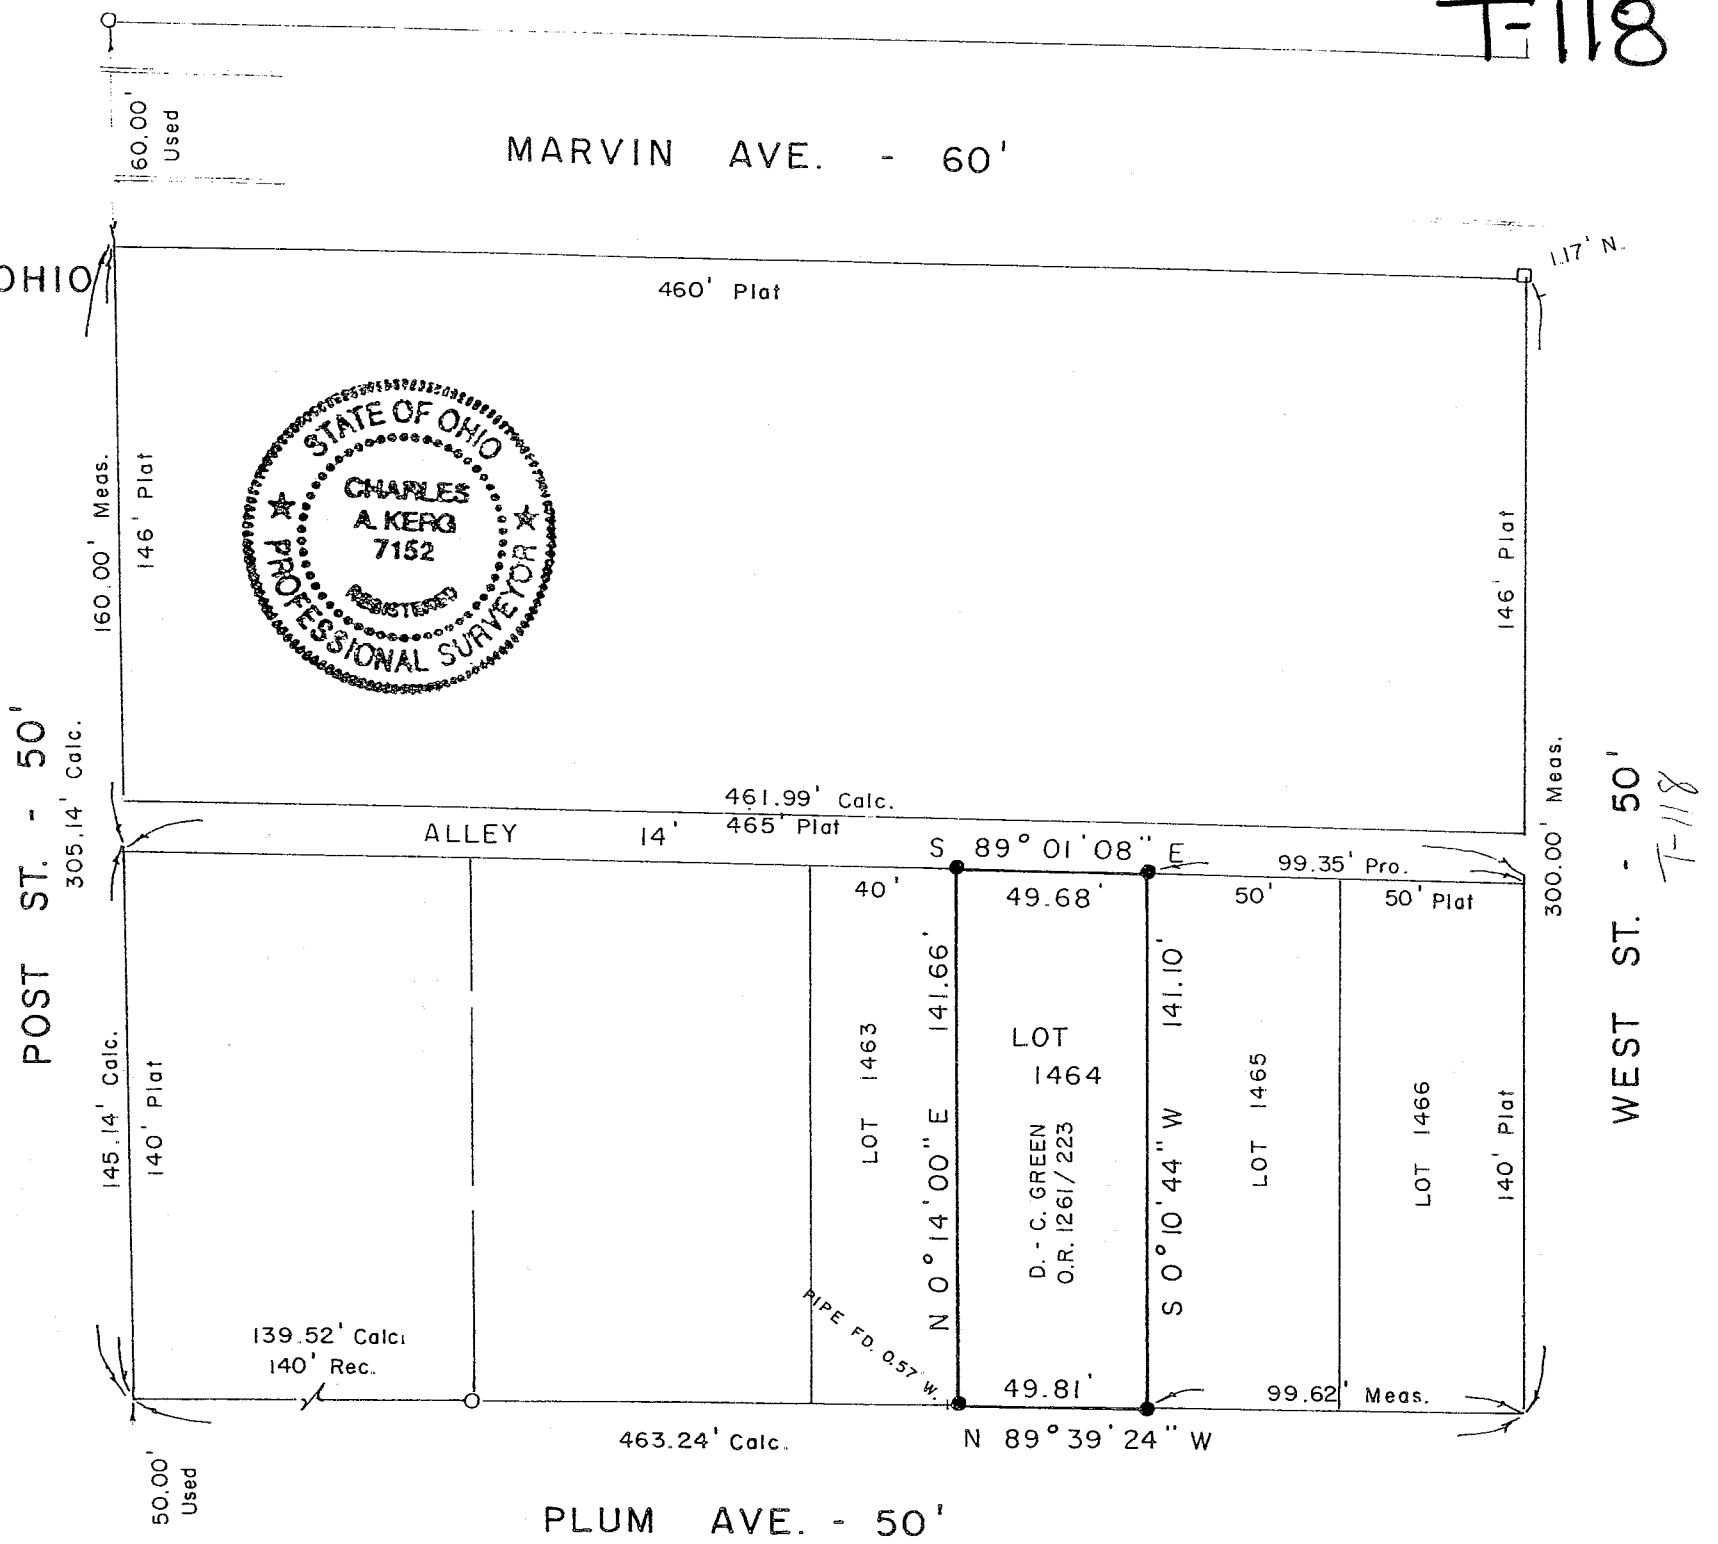 T-118
60.00'
Used
MARVIN AVE. - 60'
1.17' N.
OHIO
460' Plat
STATE OF OHIO
CHARLES
A. KERG
7152
REGISTERED
PROFESSIONAL SURVEYOR
160.00' Meas.
146' Plat
146' Plat
POST ST. - 50'
305.14' Calc.
461.99' Calc.
465' Plat
ALLEY 14'
S 89° 01' 08" E
99.35' Pro.
300.00' Meas.
WEST ST. - 50'
T-118
40'
49.68'
50'
50' Plat
145.14' Calc.
140' Plat
LOT 1463
N 0° 14' 00" E 141.66'
LOT
1464
D. - C. GREEN
O.R. 1261/223
S 0° 10' 44" W 141.10'
LOT 1465
LOT 1466
140' Plat
PIPE FD. 0.57' W.
139.52' Calc.
140' Rec.
49.81'
99.62' Meas.
463.24' Calc.
N 89° 39' 24" W
50.00'
Used
PLUM AVE. - 50'